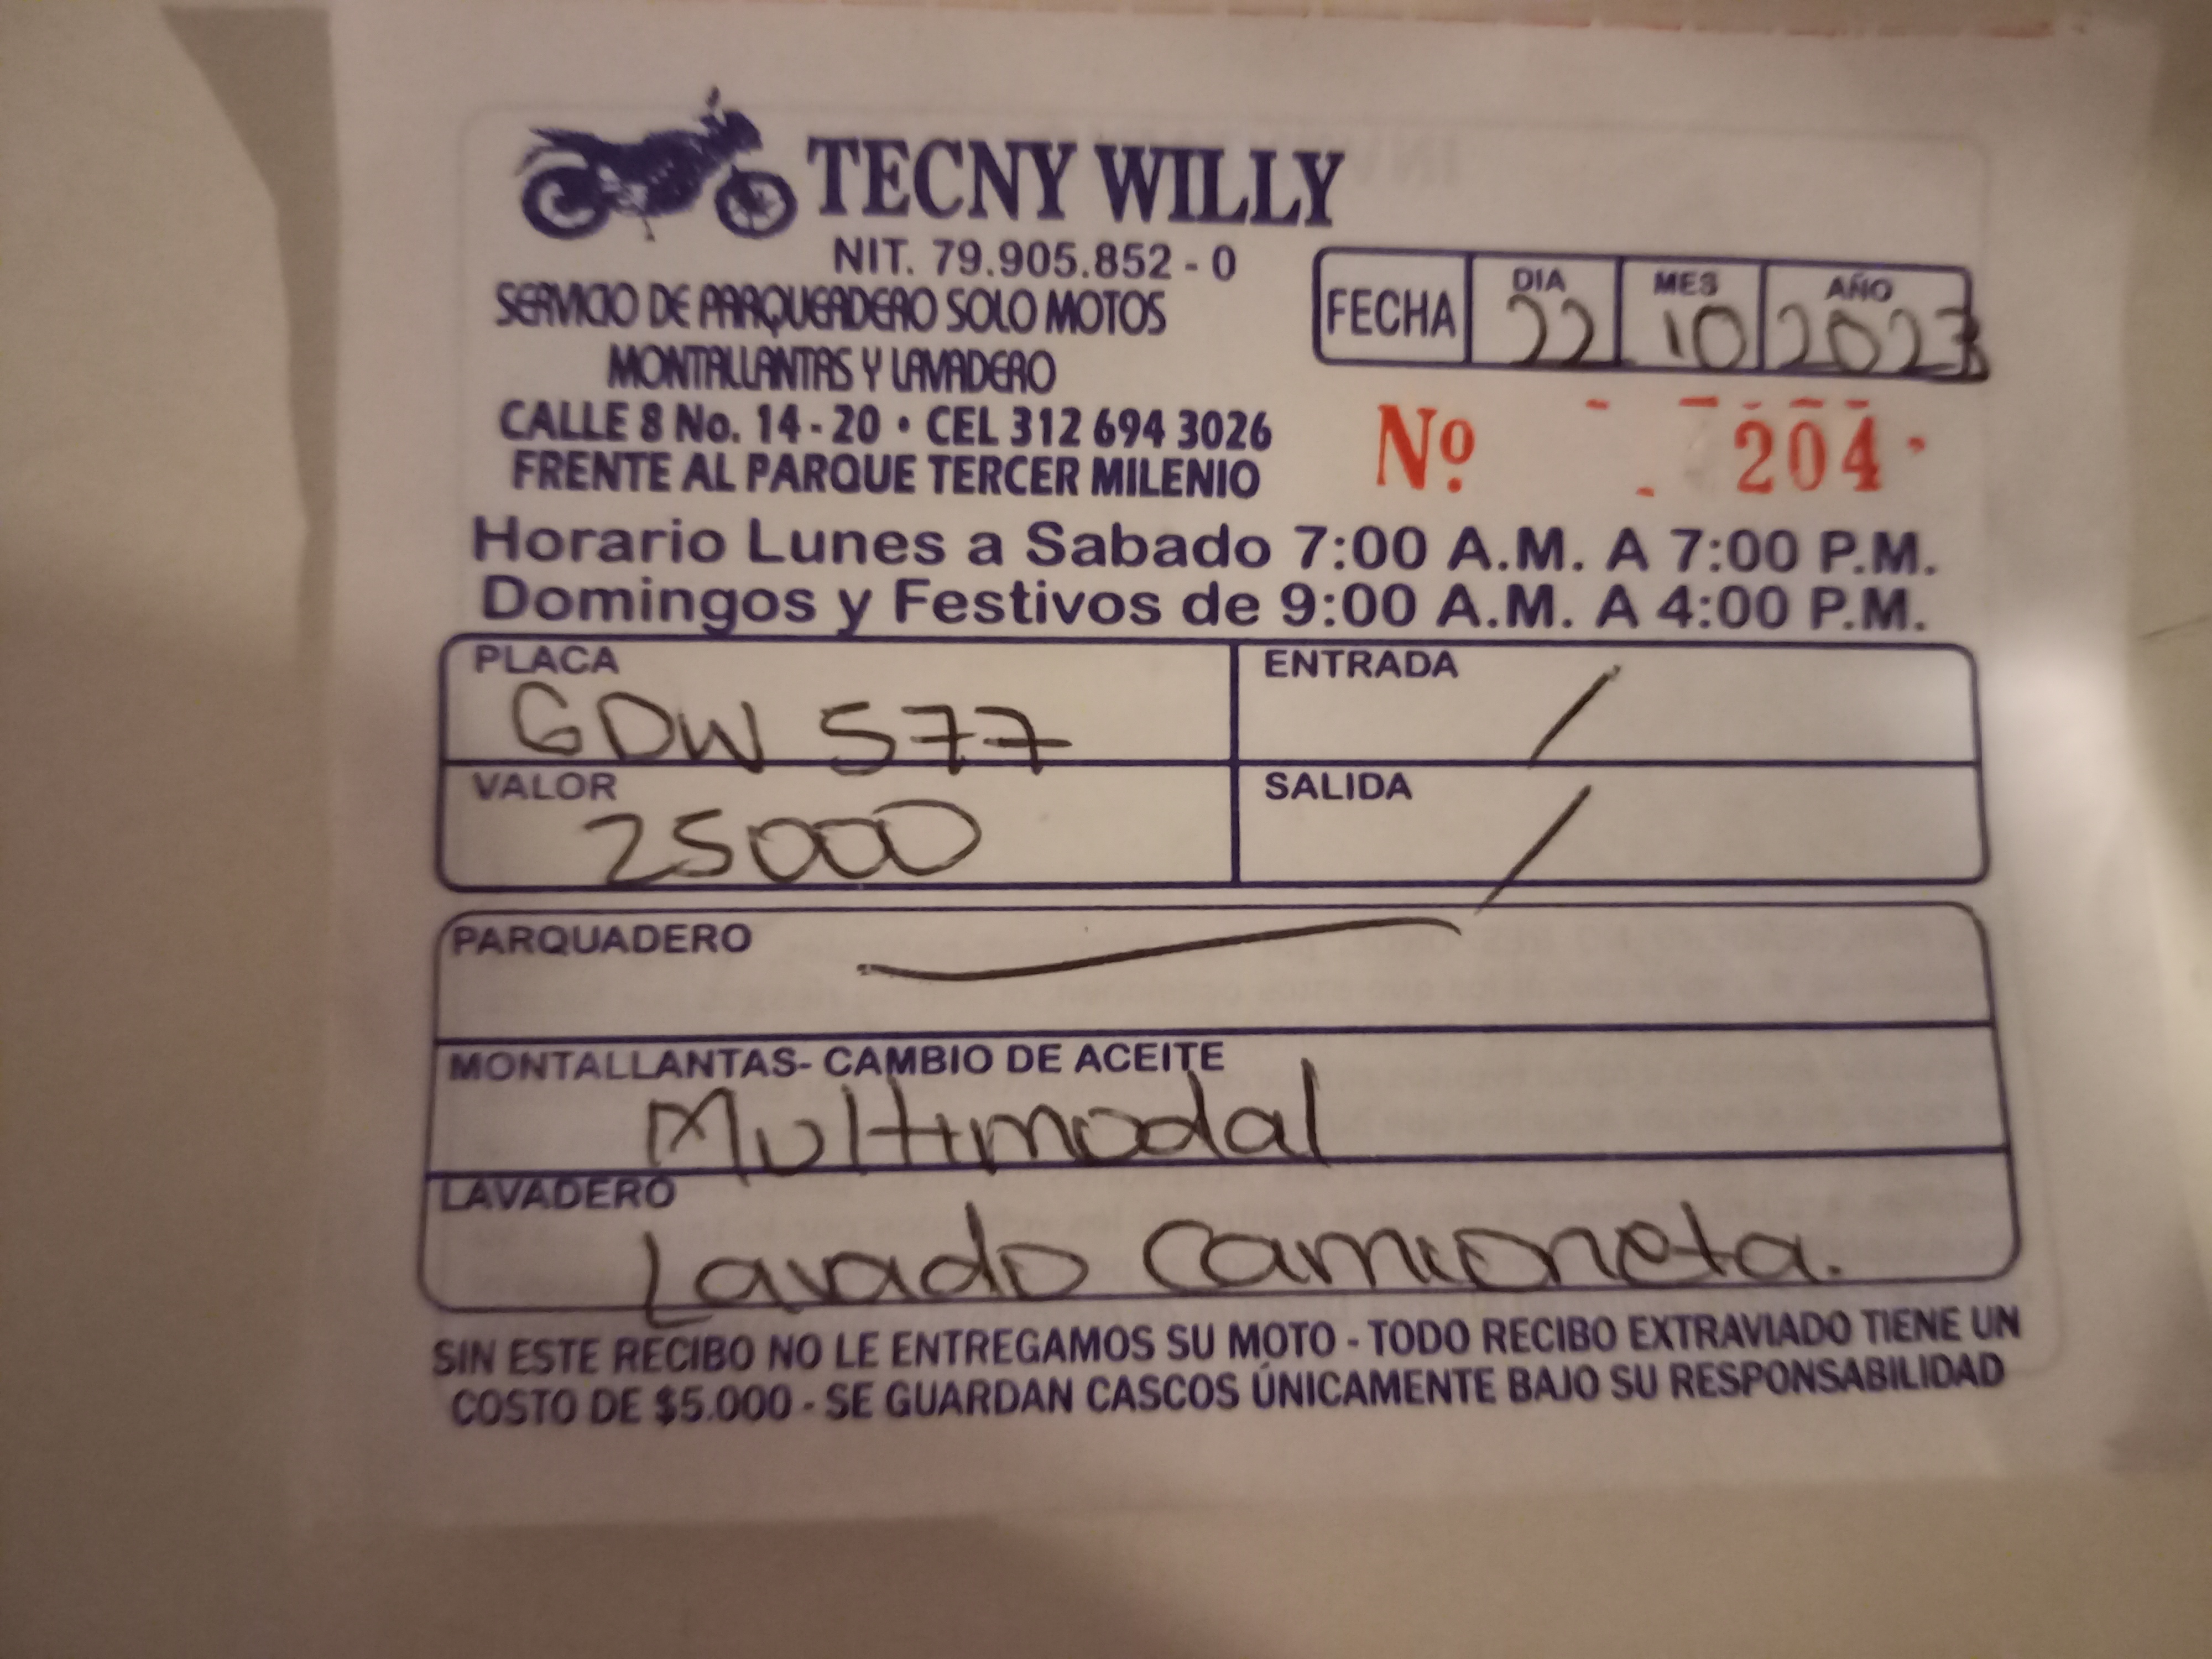 TECNY WILLY
NIT. 79.905.852 - 0
SERVICIO DE PARQUEADERO SOLO MOTOS
MONTALLANTAS Y LAVADERO
CALLE 8 No. 14 - 20 • CEL 312 694 3026
FRENTE AL PARQUE TERCER MILENIO
FECHA DIA 22 MES 10 AÑO 2023
Nº 204
Horario Lunes a Sabado 7:00 A.M. A 7:00 P.M.
Domingos y Festivos de 9:00 A.M. A 4:00 P.M.
PLACA ENTRADA
GDW 577 /
VALOR SALIDA
25000 /
PARQUADERO
MONTALLANTAS- CAMBIO DE ACEITE
Multimodal
LAVADERO
Lavado camioneta.
SIN ESTE RECIBO NO LE ENTREGAMOS SU MOTO - TODO RECIBO EXTRAVIADO TIENE UN
COSTO DE $5.000 - SE GUARDAN CASCOS ÚNICAMENTE BAJO SU RESPONSABILIDAD